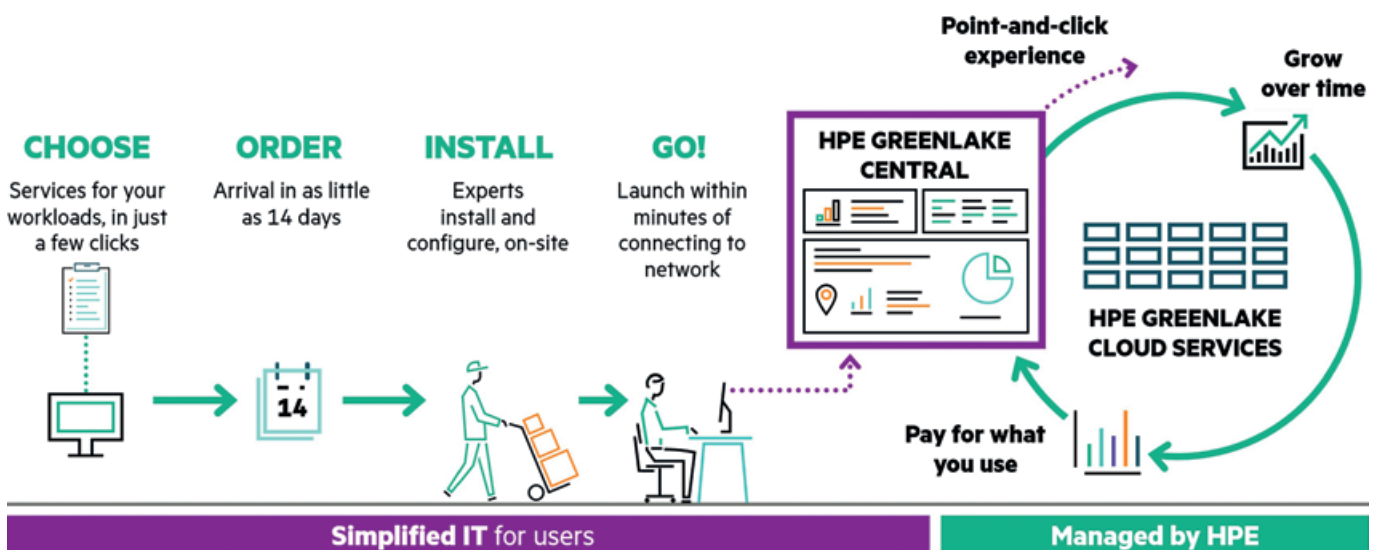 Point-and-click
experience
Grow
over time
CHOOSE
Services for your
workloads, in just
a few clicks
ORDER
Arrival in as little
as 14 days
INSTALL
Experts
install and
configure, on-site
GO!
Launch within
minutes of
connecting to
network
HPE GREENLAKE
CENTRAL
14
HPE GREENLAKE
CLOUD SERVICES
Pay for what
you use
Simplified IT for users
Managed by HPE